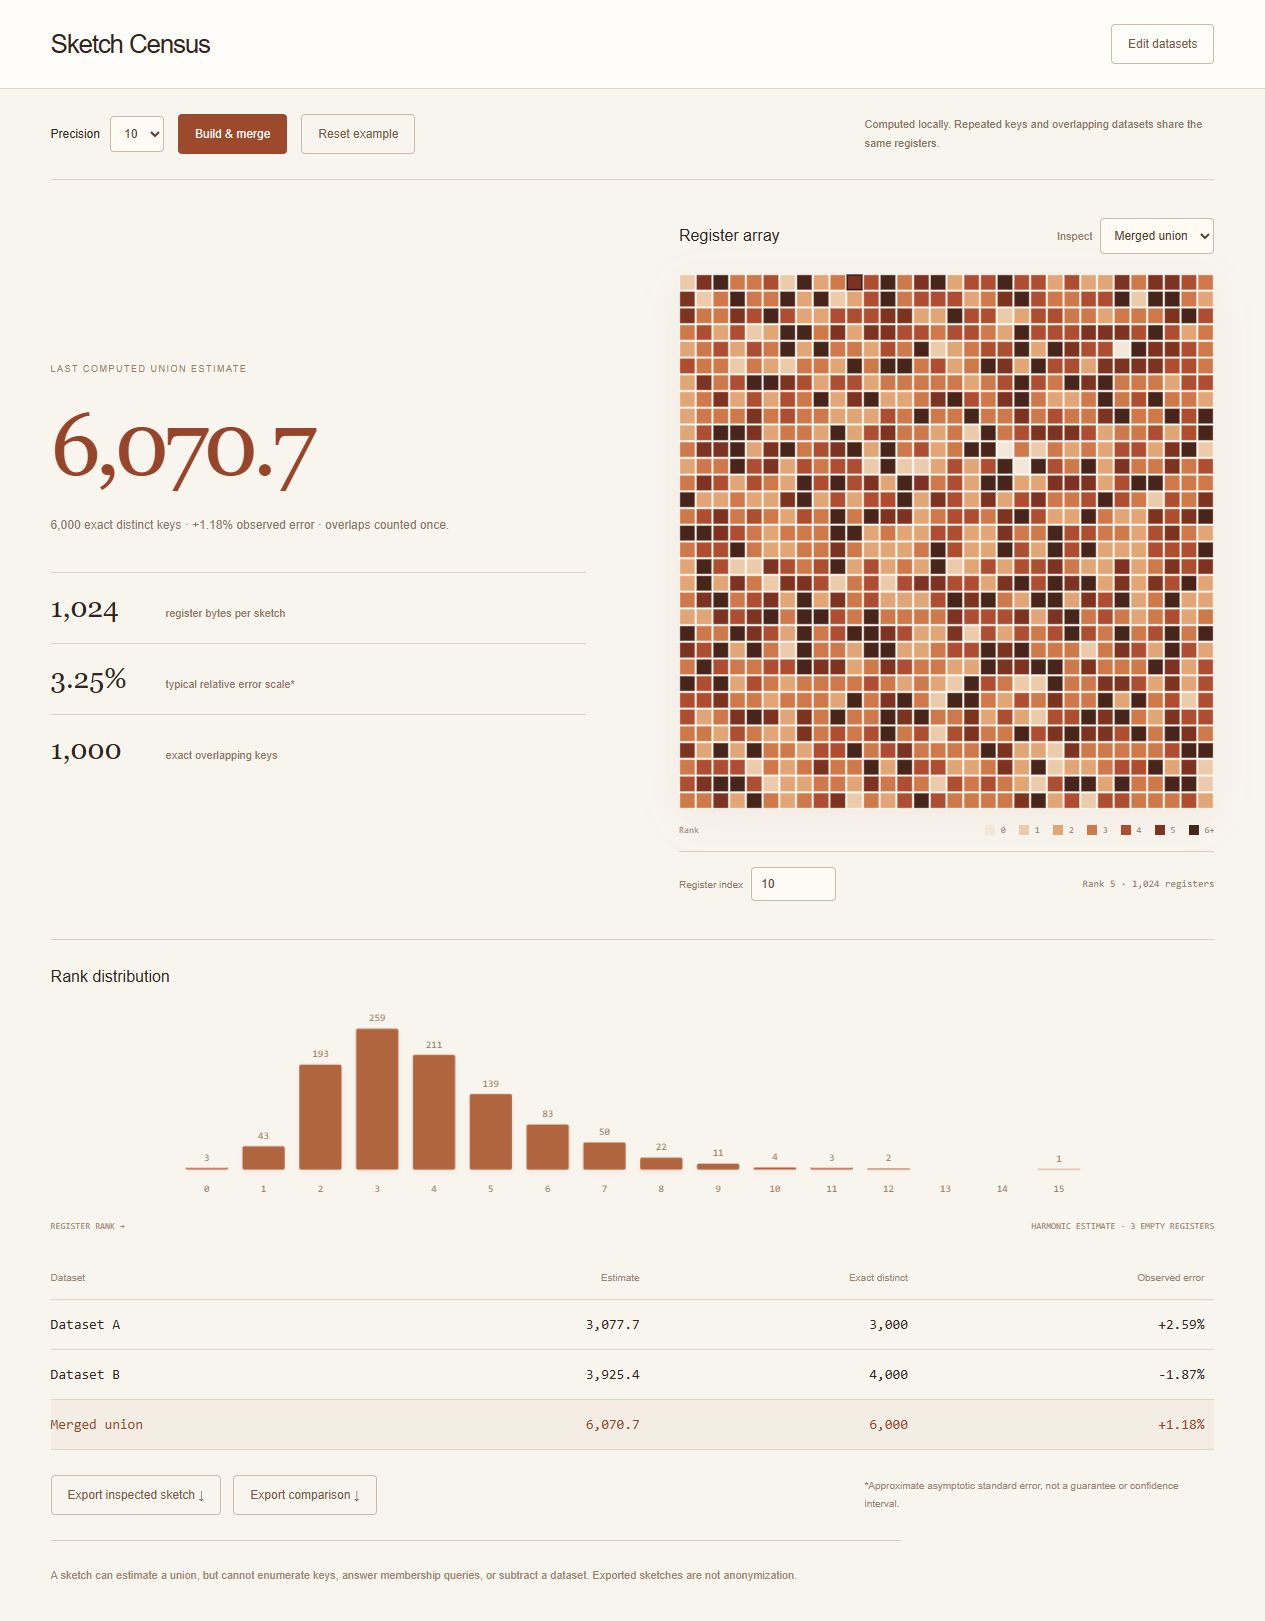 Sketch Census
Edit datasets
Precision
10
Build & merge
Reset example
Computed locally. Repeated keys and overlapping datasets share the
same registers.
LAST COMPUTED UNION ESTIMATE
6,070.7
6,000 exact distinct keys · +1.18% observed error · overlaps counted once.
1,024
register bytes per sketch
3.25%
typical relative error scale*
1,000
exact overlapping keys
Register array
Inspect
Merged union
Rank
0 1 2 3 4 5 6+
Register index
10
Rank 5 · 1,024 registers
Rank distribution
3 43 193 259 211 139 83 50 22 11 4 3 2 1
0 1 2 3 4 5 6 7 8 9 10 11 12 13 14 15
REGISTER RANK →
HARMONIC ESTIMATE · 3 EMPTY REGISTERS
Dataset Estimate Exact distinct Observed error
Dataset A 3,077.7 3,000 +2.59%
Dataset B 3,925.4 4,000 -1.87%
Merged union 6,070.7 6,000 +1.18%
Export inspected sketch ↓
Export comparison ↓
*Approximate asymptotic standard error, not a guarantee or confidence
interval.
A sketch can estimate a union, but cannot enumerate keys, answer membership queries, or subtract a dataset. Exported sketches are not anonymization.